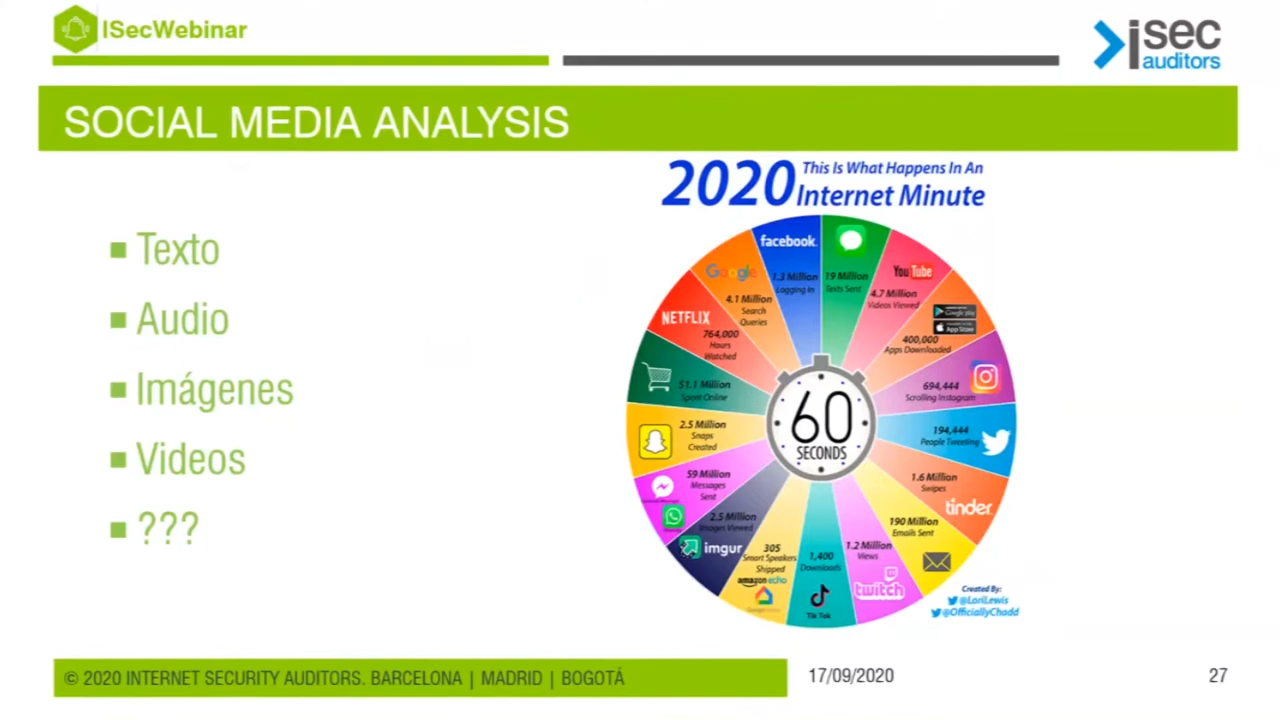 ISecWebinar
isec
auditors
SOCIAL MEDIA ANALYSIS
2020 This Is What Happens In An
Internet Minute
Texto
Audio
Imágenes
Videos
???
facebook.
1.3 Million
Logging In
19 Million
Texts Sent
YouTube
4.7 Million
Videos Viewed
Google play
App Store
400,000
Apps Downloaded
694,444
Scrolling Instagram
194,444
People Tweeting
1.6 Million
Swipes
tinder
190 Million
Emails Sent
1.2 Million
Views
twitch
1,400
Downloads
Tik Tok
305
Smart Speakers
Shipped
amazon echo
2.5 Million
Images Viewed
imgur
59 Million
Messages
Sent
2.5 Million
Snaps
Created
$1.1 Million
Spent Online
NETFLIX
764,000
Hours
Watched
Google
4.1 Million
Search
Queries
60
SECONDS
Created By:
@LoriLewis
@OfficiallyChadd
© 2020 INTERNET SECURITY AUDITORS. BARCELONA | MADRID | BOGOTÁ
17/09/2020
27